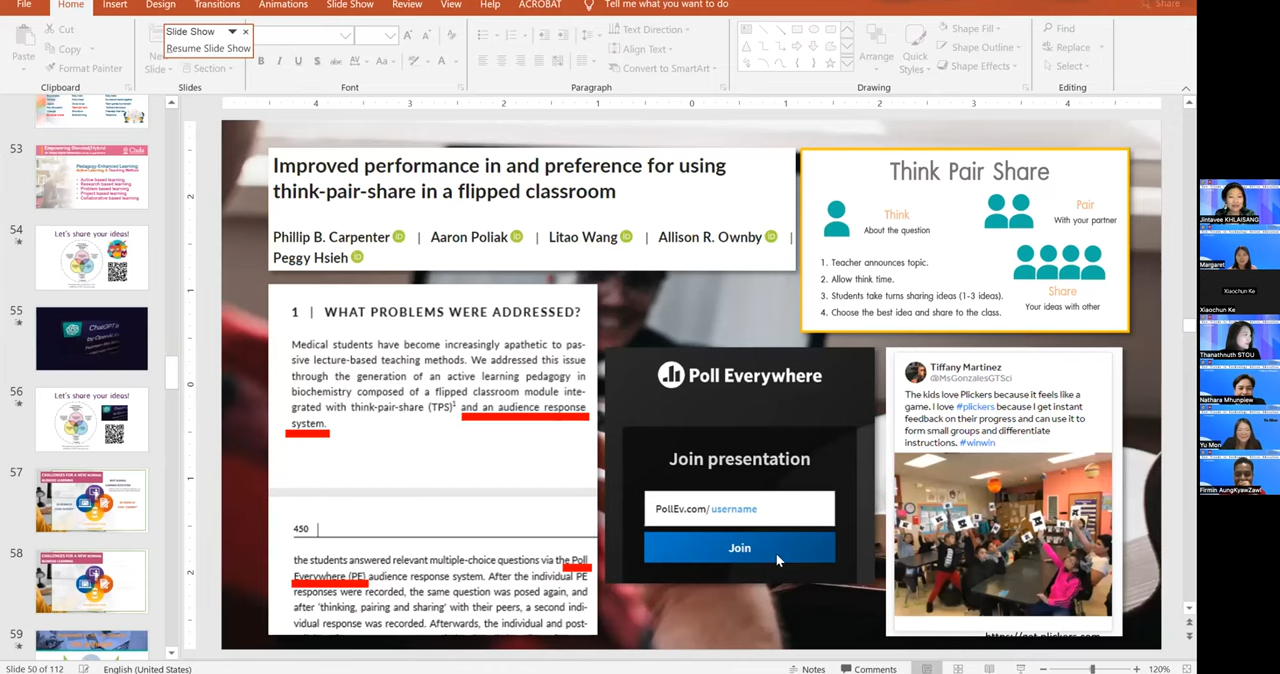 File Home Insert Design Transitions Animations Slide Show Review View Help ACROBAT Tell me what you want to do Share
Slide Show
Resume Slide Show
Paste
Cut
Copy
Format Painter
New
Slide
Section
Text Direction
Align Text
Convert to SmartArt
Arrange
Quick
Styles
Shape Fill
Shape Outline
Shape Effects
Find
Replace
Select
Clipboard Slides Font Paragraph Drawing Editing
53
54
Let's share your ideas!
55
56
Let's share your ideas!
57
58
59
Improved performance in and preference for using
think-pair-share in a flipped classroom
Phillip B. Carpenter | Aaron Poliak | Litao Wang | Allison R. Ownby |
Peggy Hsieh
1 | WHAT PROBLEMS WERE ADDRESSED?
Medical students have become increasingly apathetic to pas-
sive lecture-based teaching methods. We addressed this issue
through the generation of an active learning pedagogy in
biochemistry composed of a flipped classroom module inte-
grated with think-pair-share (TPS)¹ and an audience response
system.
450
the students answered relevant multiple-choice questions via the Poll
Everywhere (PE) audience response system. After the individual PE
responses were recorded, the same question was posed again, and
after 'thinking, pairing and sharing' with their peers, a second indi-
vidual response was recorded. Afterwards, the individual and post-
Think Pair Share
Think
About the question
Pair
With your partner
1. Teacher announces topic.
2. Allow think time.
3. Students take turns sharing ideas (1-3 ideas).
4. Choose the best idea and share to the class.
Share
Your ideas with other
Poll Everywhere
Join presentation
PollEv.com/username
Join
Tiffany Martinez
@MsGonzalesGTSci
The kids love Plickers because it feels like a
game. I love #plickers because I get instant
feedback on their progress and can use it to
form small groups and differentiate
instructions. #winwin
https://get.plickers.com
Jintavee KHLAISANG
Margaret
Xiaochun Ke
Xiaochun Ke
Thanathnuth STOU
Nathara Mhunpiew
Yu Mon
Firmin AungKyawZawl
Slide 50 of 112 English (United States) Notes Comments 120%